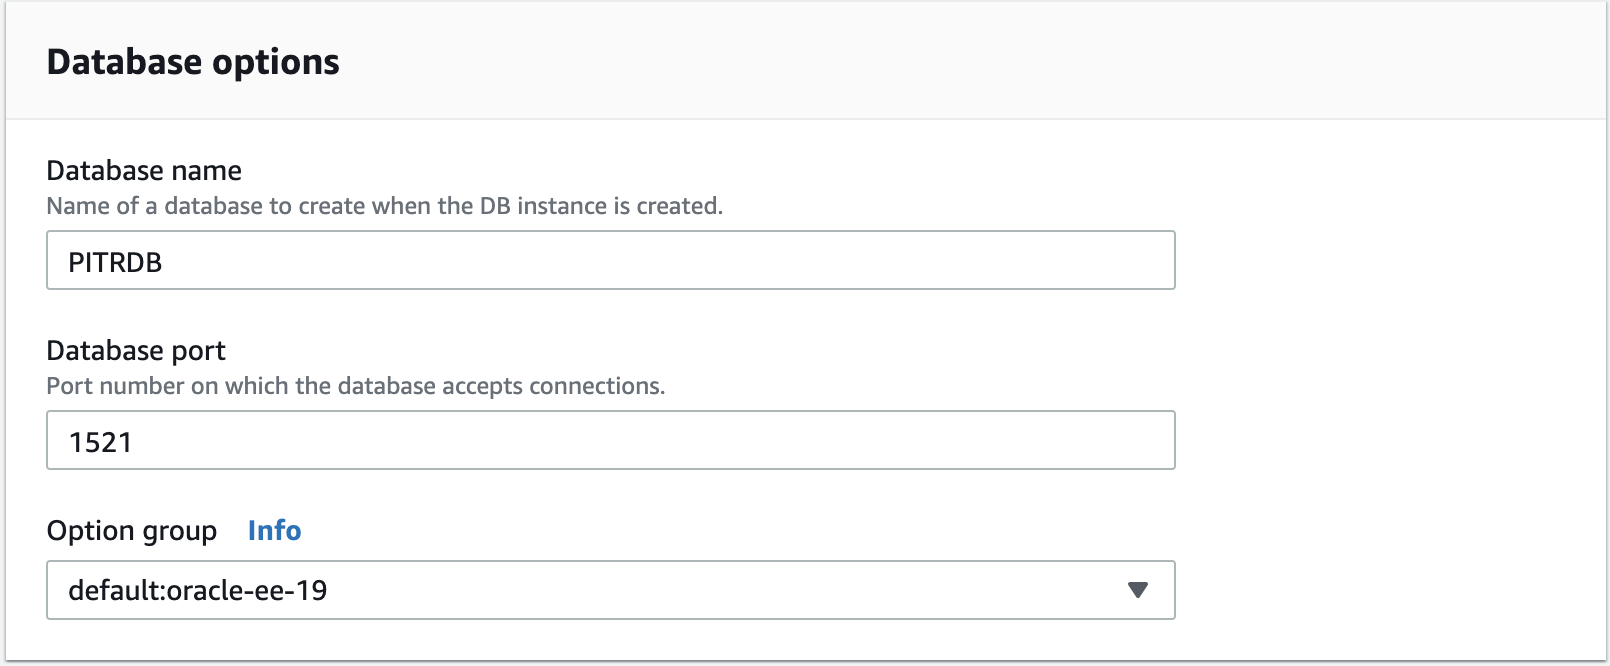 Database options
Database name
Name of a database to create when the DB instance is created.
PITRDB
Database port
Port number on which the database accepts connections.
1521
Option group Info
default:oracle-ee-19